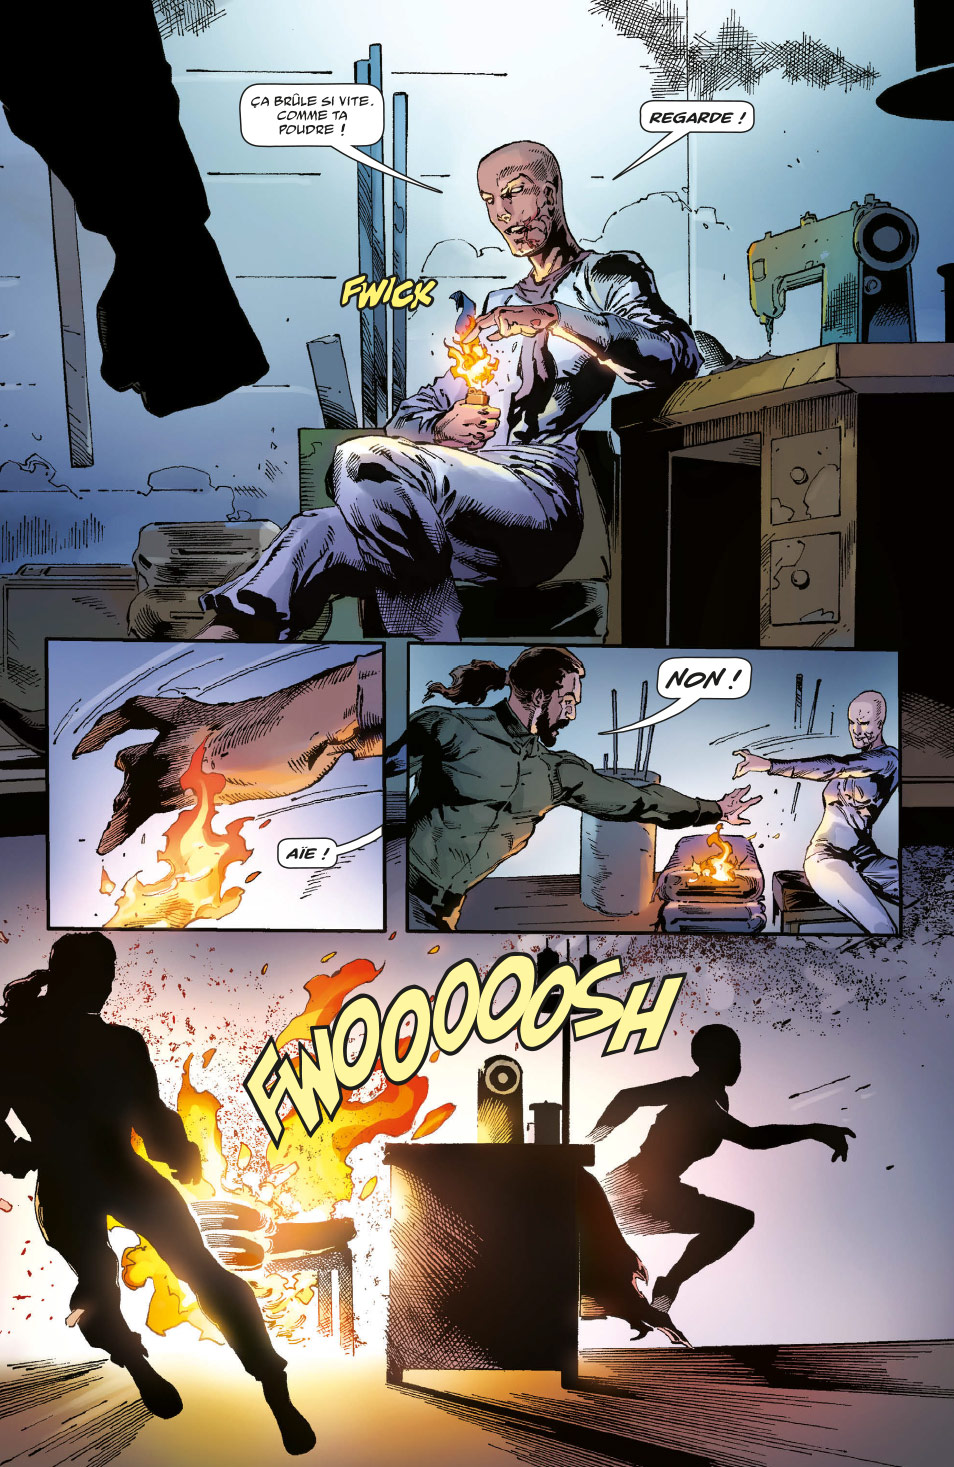 ÇA BRÛLE SI VITE.
COMME TA
POUDRE !
REGARDE !
FWICK
AÏE !
NON !
FWOOOOOSH